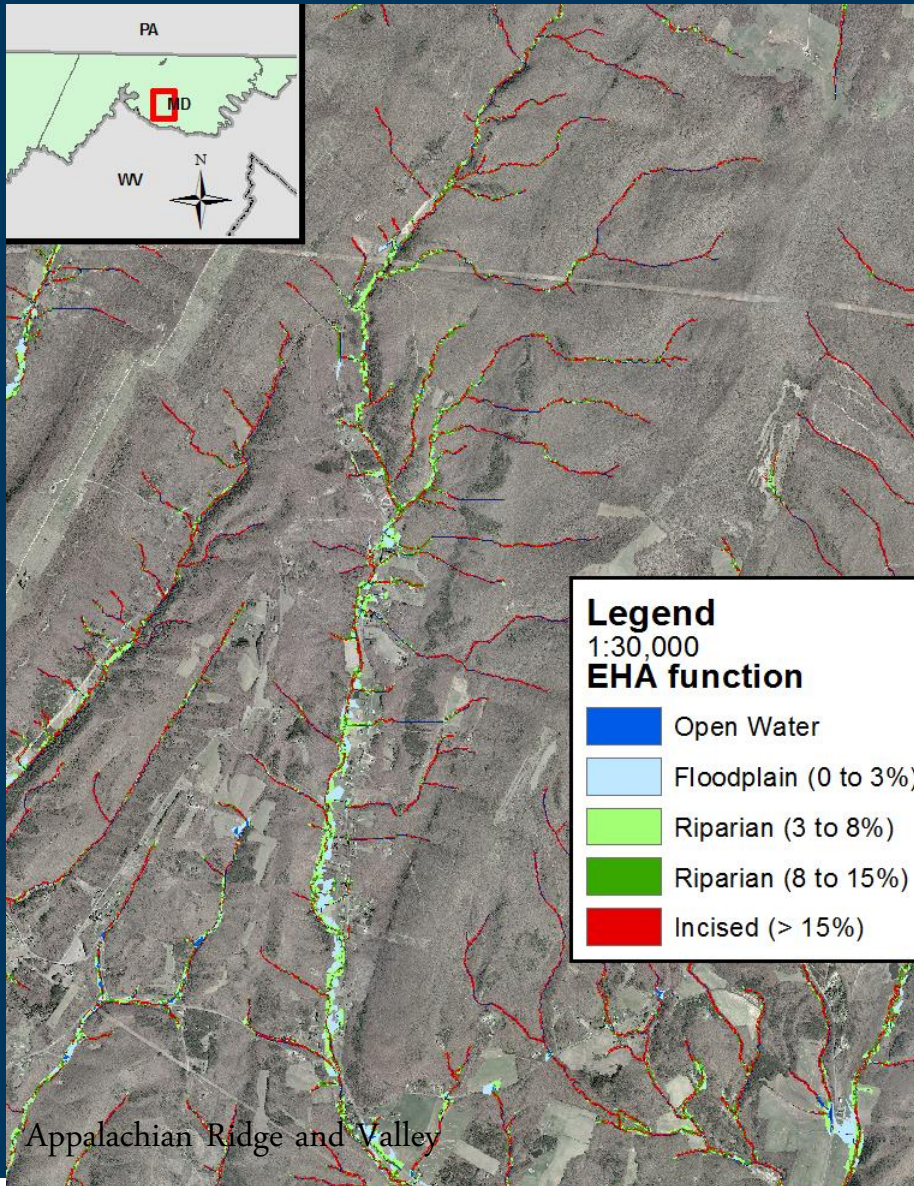 PA
MD
WV
N
Legend
1:30,000
EHA function
Open Water
Floodplain (0 to 3%)
Riparian (3 to 8%)
Riparian (8 to 15%)
Incised (> 15%)
Appalachian Ridge and Valley